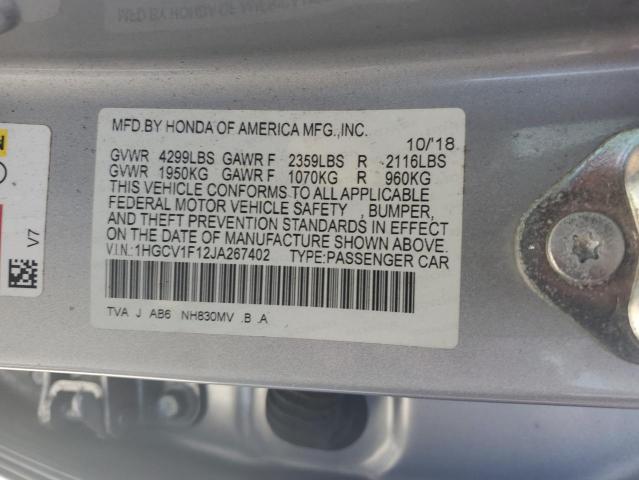 MFD.BY HONDA OF AMERICA MFG.,INC.
10/'18
GVWR 4299LBS GAWR F 2359LBS R 2116LBS
GVWR 1950KG GAWR F 1070KG R 960KG
THIS VEHICLE CONFORMS TO ALL APPLICABLE
FEDERAL MOTOR VEHICLE SAFETY , BUMPER,
AND THEFT PREVENTION STANDARDS IN EFFECT
ON THE DATE OF MANUFACTURE SHOWN ABOVE.
V.I.N.:1HGCV1F12JA267402 TYPE:PASSENGER CAR
TVA J AB6 NH830MV .B .A
V7